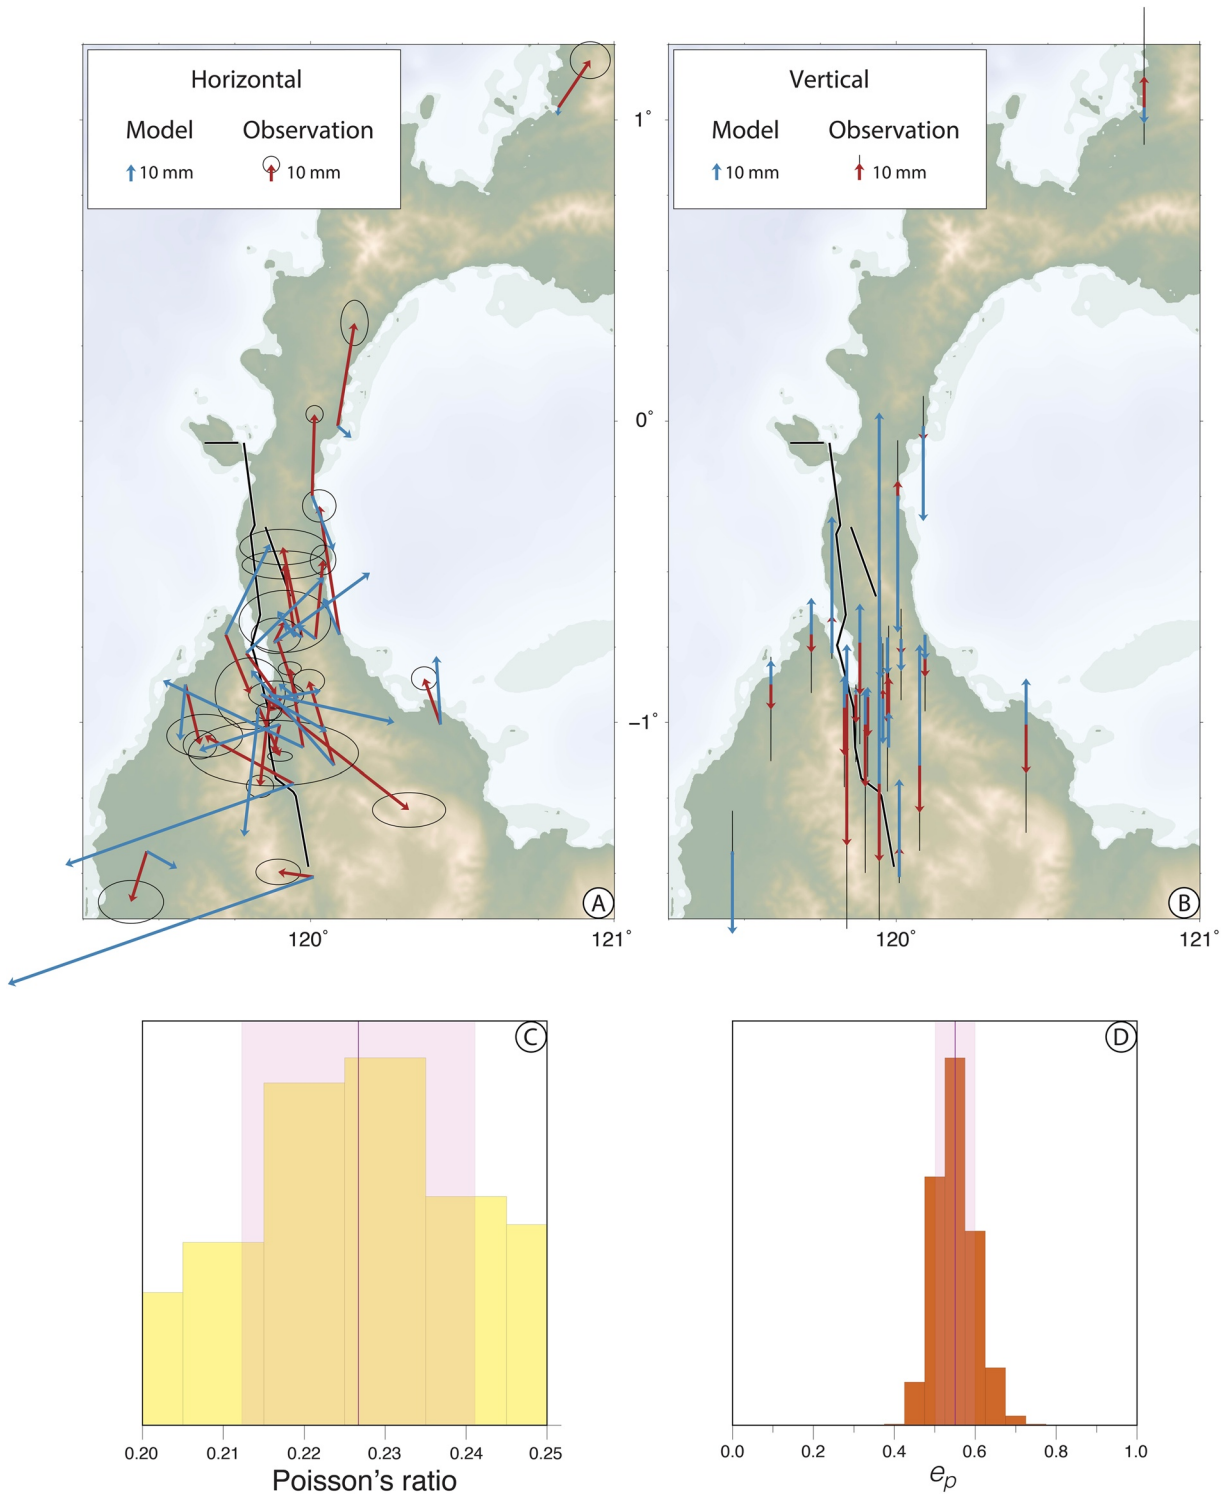 Horizontal
Model Observation
10 mm 10 mm
Vertical
Model Observation
10 mm 10 mm
1°
0°
−1°
A
B
120° 121°
120° 121°
C
0.20 0.21 0.22 0.23 0.24 0.25
Poisson's ratio
D
0.0 0.2 0.4 0.6 0.8 1.0
eₚ